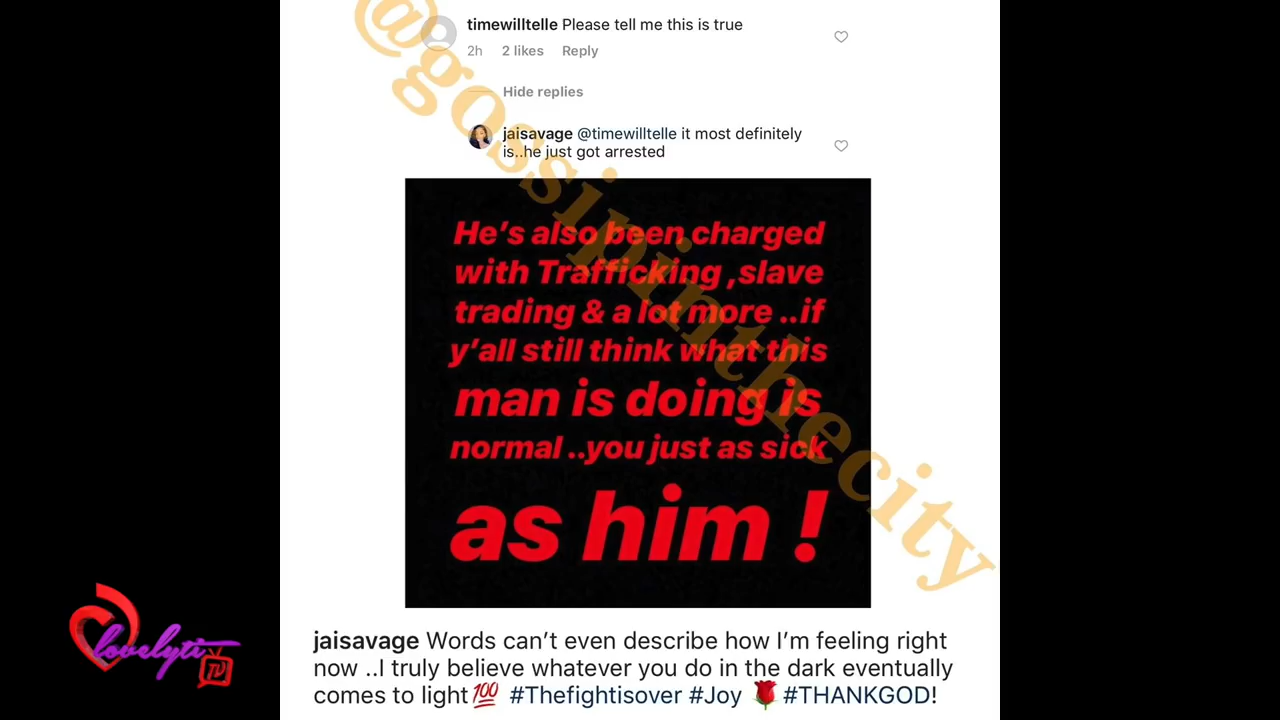 timewilltelle Please tell me this is true
2h 2 likes Reply
Hide replies
jaisavage @timewilltelle it most definitely
is..he just got arrested
He's also been charged
with Trafficking ,slave
trading & a lot more ..if
y'all still think what this
man is doing is
normal ..you just as sick
as him !
@gossipinthecity
lovelyti
TV
jaisavage Words can't even describe how I'm feeling right
now ..I truly believe whatever you do in the dark eventually
comes to light💯 #Thefightisover #Joy 🌹 #THANKGOD!